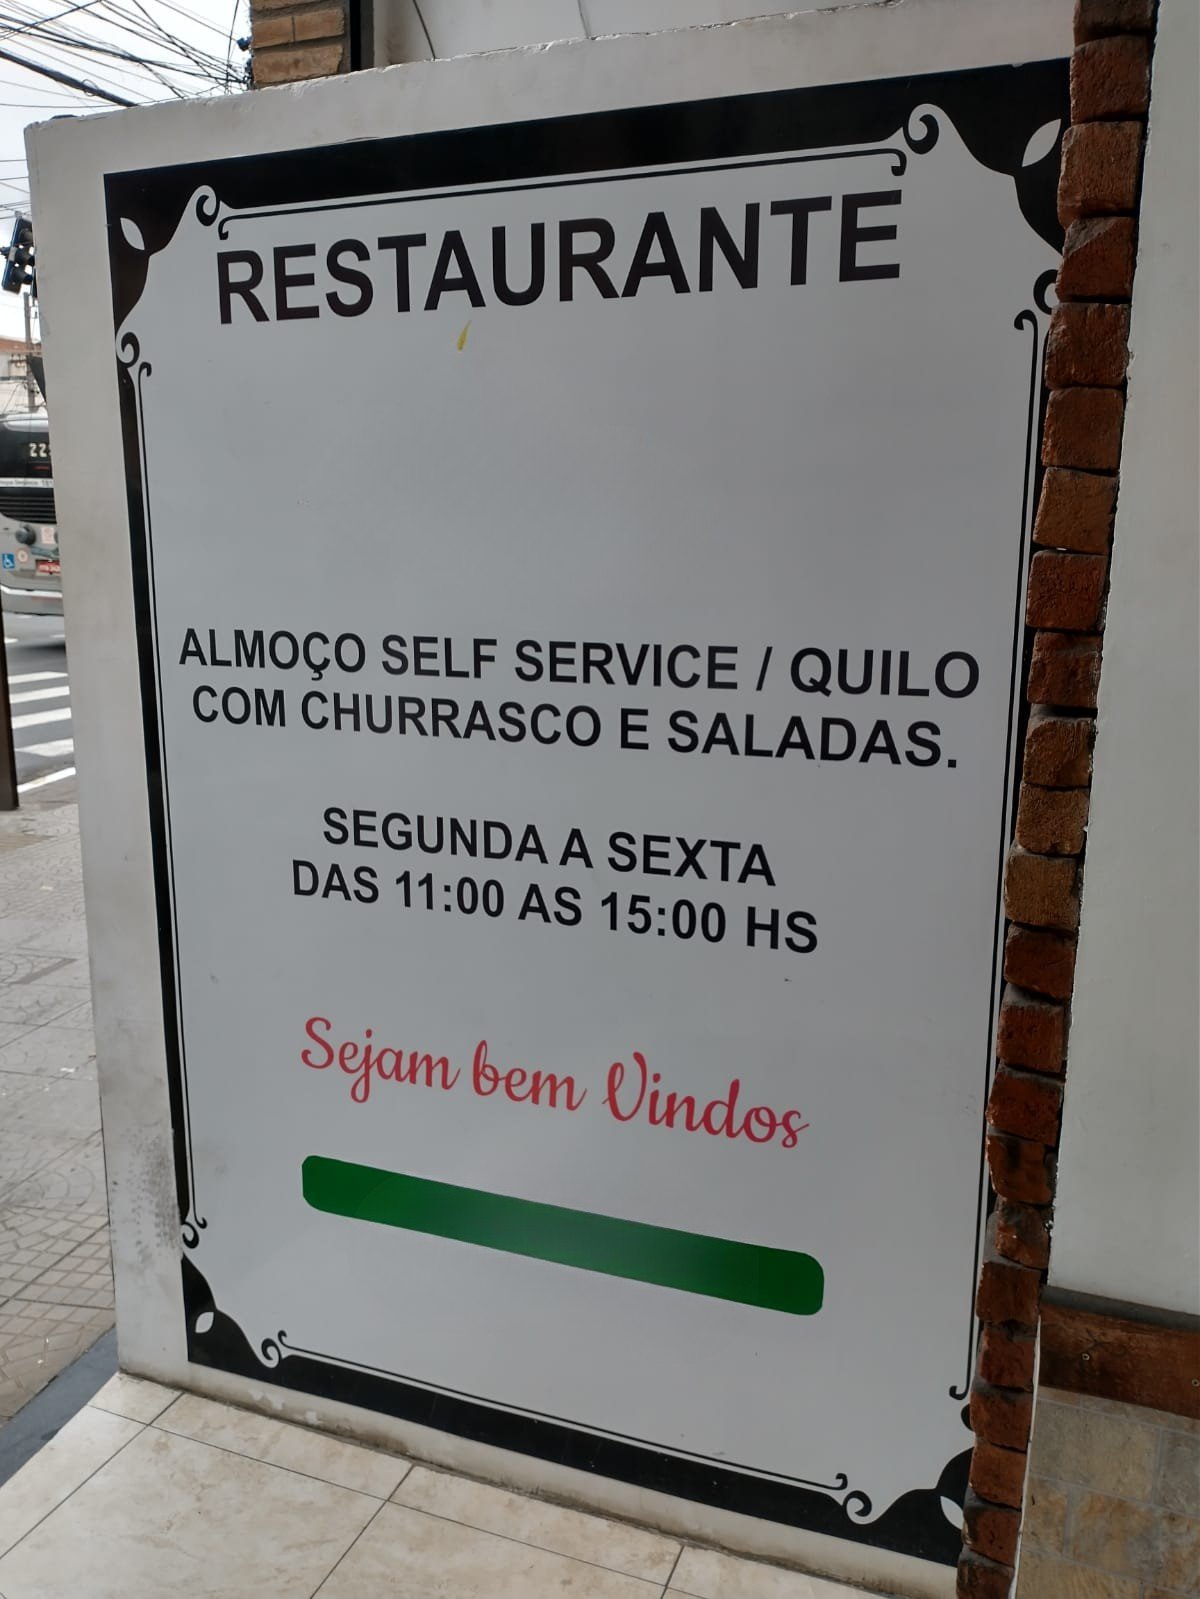 RESTAURANTE
ALMOÇO SELF SERVICE / QUILO
COM CHURRASCO E SALADAS.
SEGUNDA A SEXTA
DAS 11:00 AS 15:00 HS
Sejam bem Vindos
22